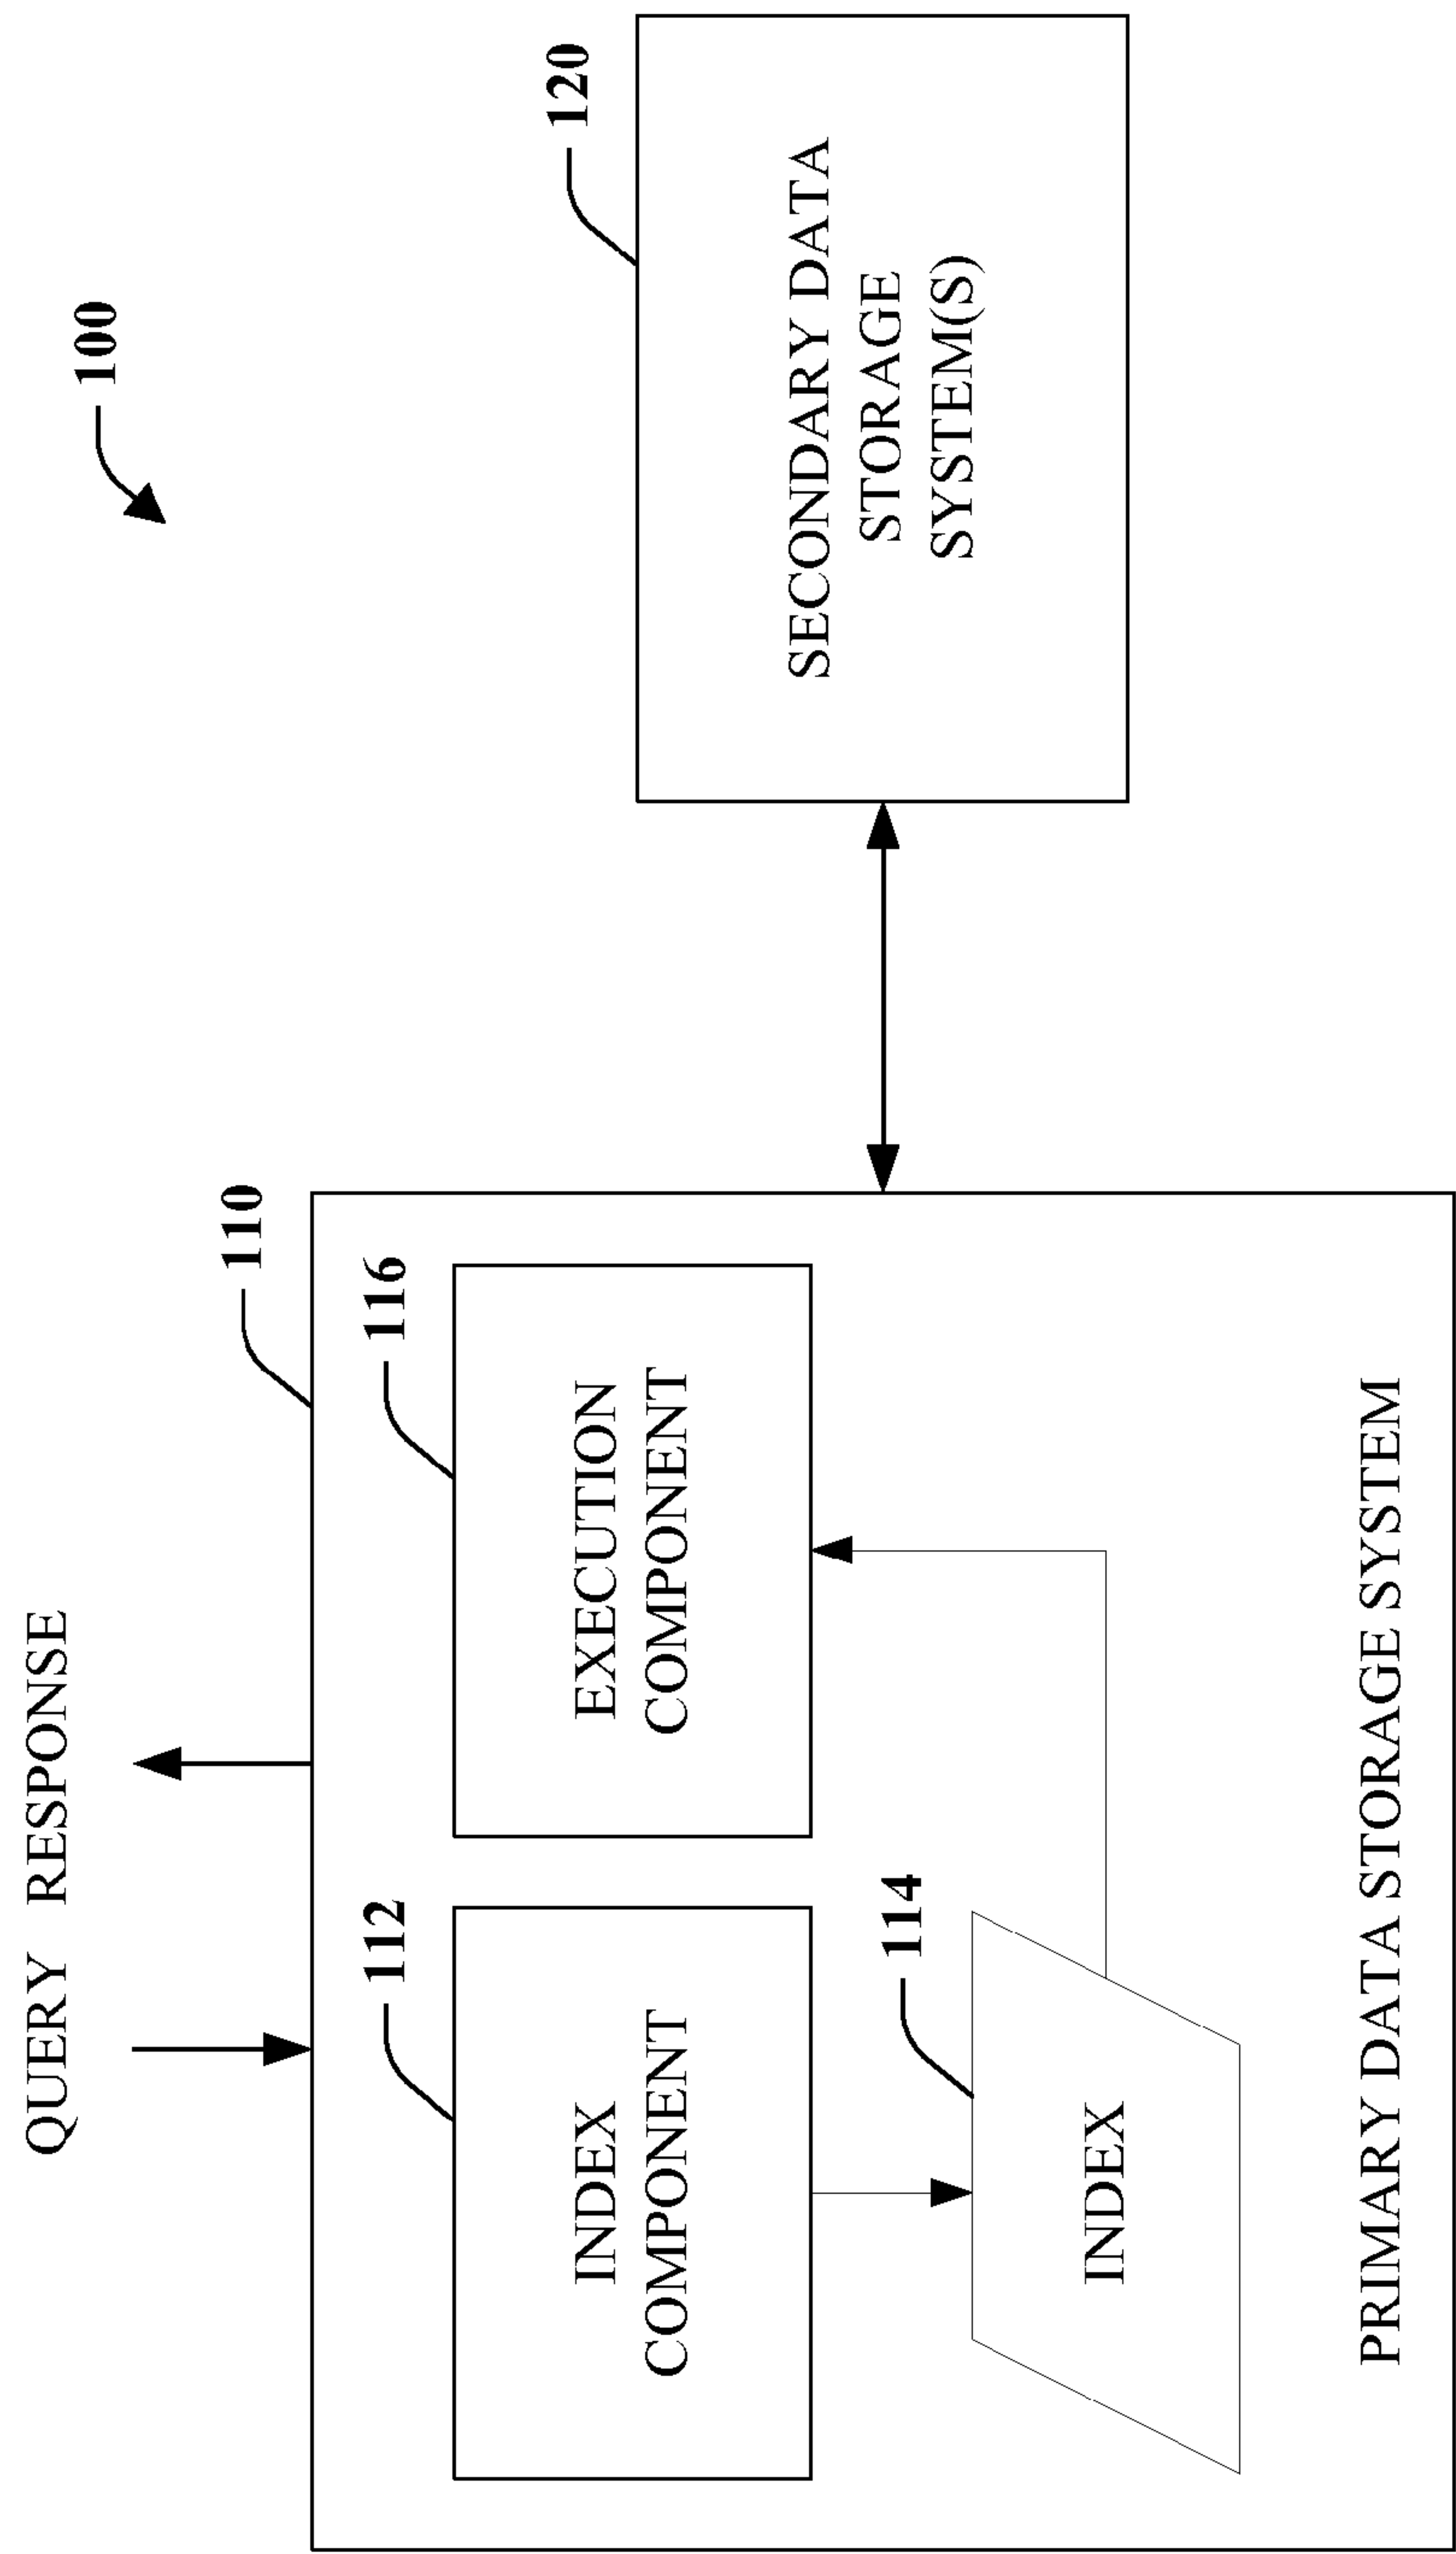 100
QUERY RESPONSE
110
112
116
INDEX
COMPONENT
EXECUTION
COMPONENT
114
INDEX
PRIMARY DATA STORAGE SYSTEM
120
SECONDARY DATA
STORAGE
SYSTEM(S)